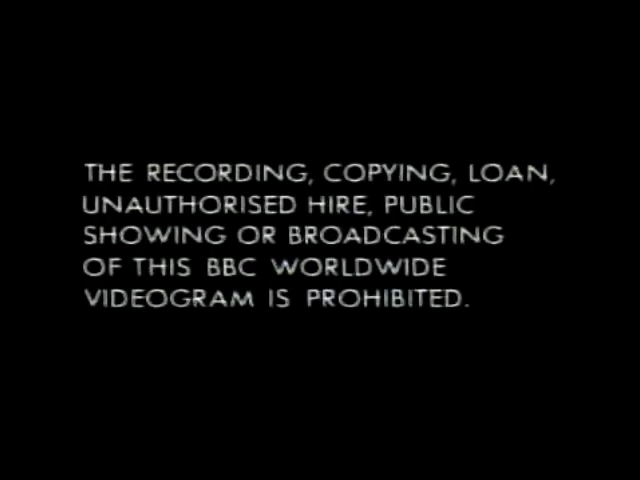 THE RECORDING, COPYING, LOAN,
UNAUTHORISED HIRE, PUBLIC
SHOWING OR BROADCASTING
OF THIS BBC WORLDWIDE
VIDEOGRAM IS PROHIBITED.